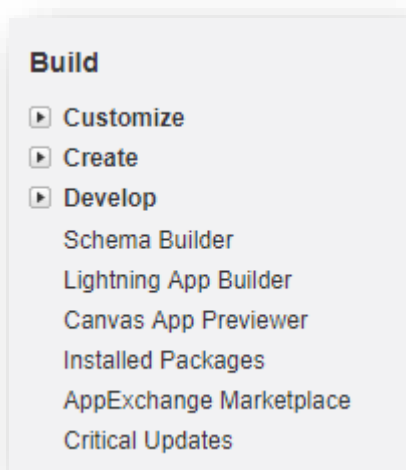 Build
Customize
Create
Develop
Schema Builder
Lightning App Builder
Canvas App Previewer
Installed Packages
AppExchange Marketplace
Critical Updates